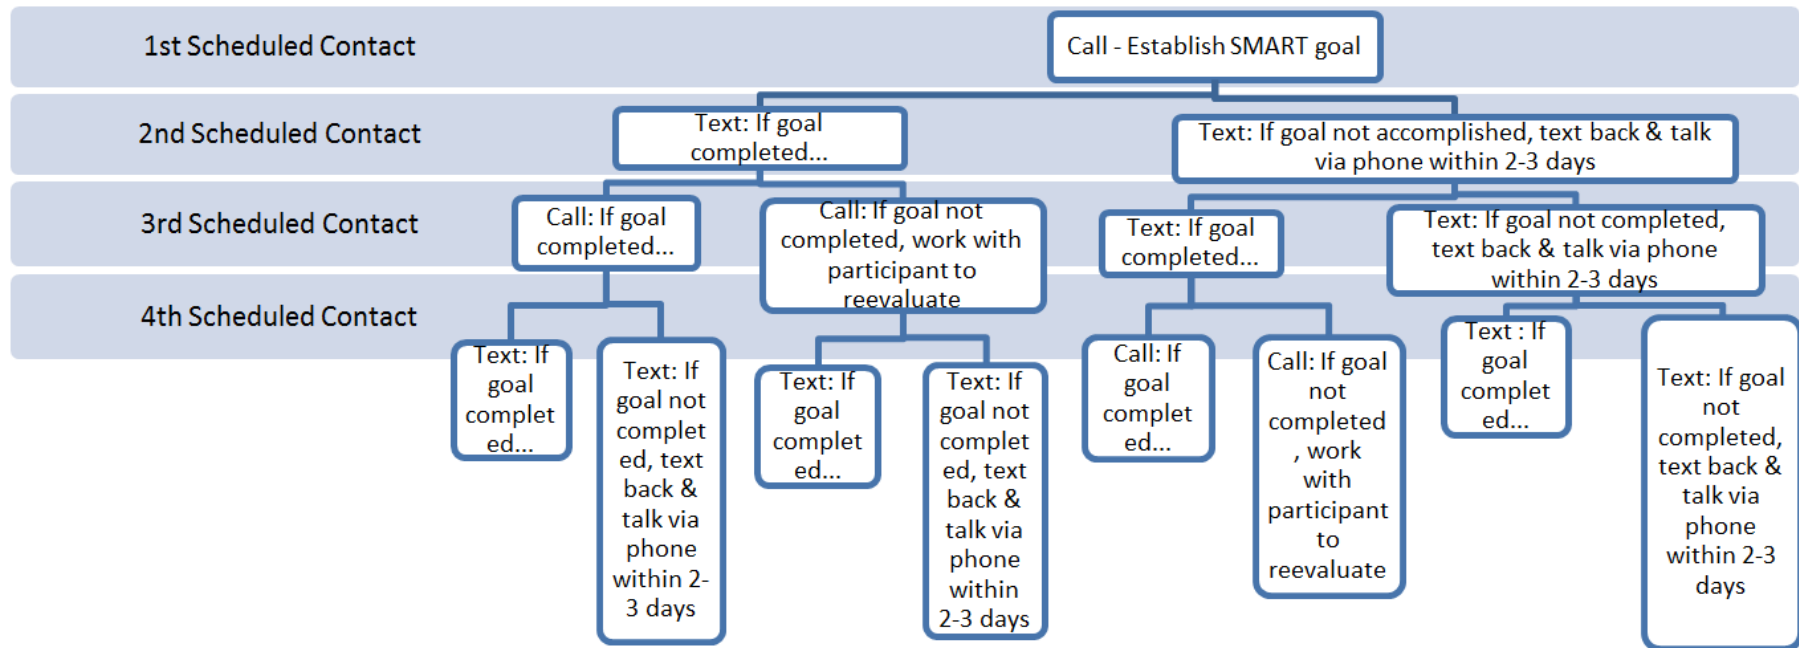 1st Scheduled Contact
Call - Establish SMART goal
2nd Scheduled Contact
Text: If goal
completed...
Text: If goal not accomplished, text back & talk
via phone within 2-3 days
3rd Scheduled Contact
Call: If goal
completed...
Call: If goal not
completed, work with
participant to
reevaluate
Text: If goal
completed...
Text: If goal not completed,
text back & talk via phone
within 2-3 days
4th Scheduled Contact
Text: If
goal
complet
ed...
Text: If
goal not
complet
ed, text
back &
talk via
phone
within 2-
3 days
Text: If
goal
complet
ed...
Text: If
goal not
complet
ed, text
back &
talk via
phone
within
2-3 days
Call: If
goal
complet
ed...
Call: If goal
not
completed
, work
with
participant
to
reevaluate
Text : If
goal
complet
ed...
Text: If goal
not
completed,
text back &
talk via
phone
within 2-3
days